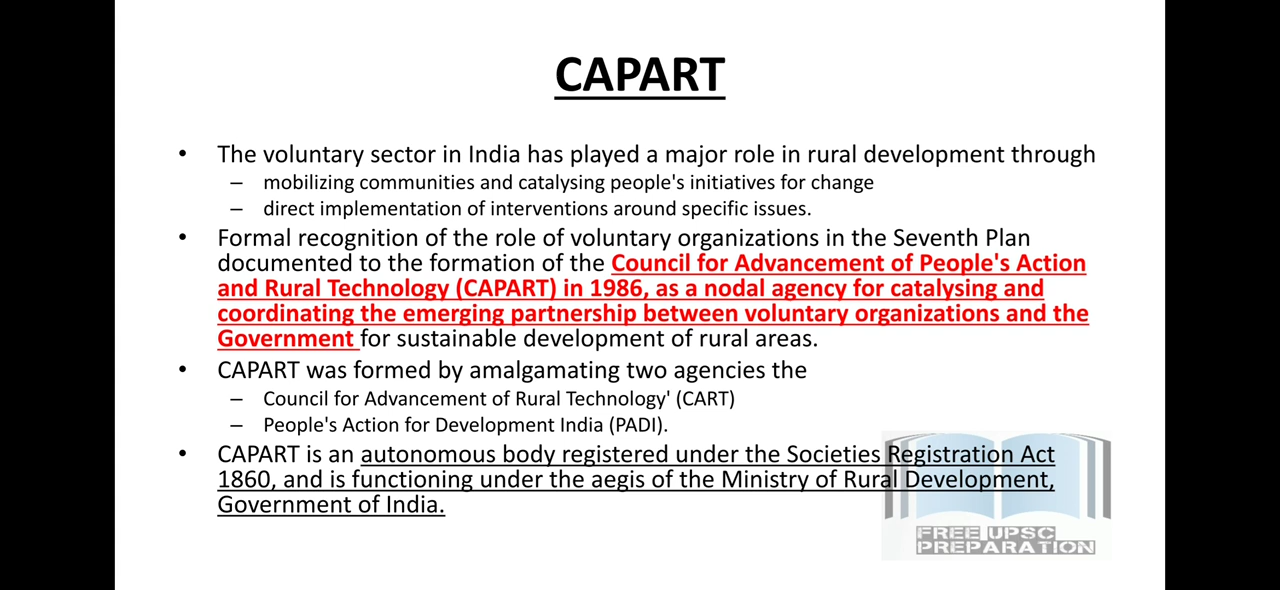 CAPART
• The voluntary sector in India has played a major role in rural development through
– mobilizing communities and catalysing people's initiatives for change
– direct implementation of interventions around specific issues.
• Formal recognition of the role of voluntary organizations in the Seventh Plan
documented to the formation of the Council for Advancement of People's Action
and Rural Technology (CAPART) in 1986, as a nodal agency for catalysing and
coordinating the emerging partnership between voluntary organizations and the
Government for sustainable development of rural areas.
• CAPART was formed by amalgamating two agencies the
– Council for Advancement of Rural Technology' (CART)
– People's Action for Development India (PADI).
• CAPART is an autonomous body registered under the Societies Registration Act
1860, and is functioning under the aegis of the Ministry of Rural Development,
Government of India.
FREE UPSC
PREPARATION